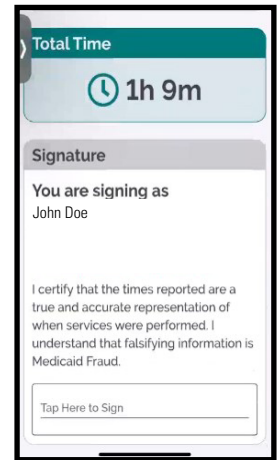 Total Time
1h 9m
Signature
You are signing as
John Doe
I certify that the times reported are a
true and accurate representation of
when services were performed. I
understand that falsifying information is
Medicaid Fraud.
Tap Here to Sign